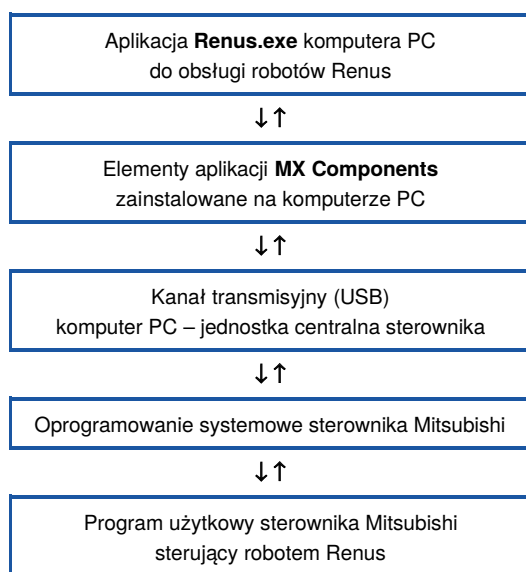 Aplikacja Renus.exe komputera PC
do obsługi robotów Renus
↓↑
Elementy aplikacji MX Components
zainstalowane na komputerze PC
↓↑
Kanał transmisyjny (USB)
komputer PC – jednostka centralna sterownika
↓↑
Oprogramowanie systemowe sterownika Mitsubishi
↓↑
Program użytkowy sterownika Mitsubishi
sterujący robotem Renus